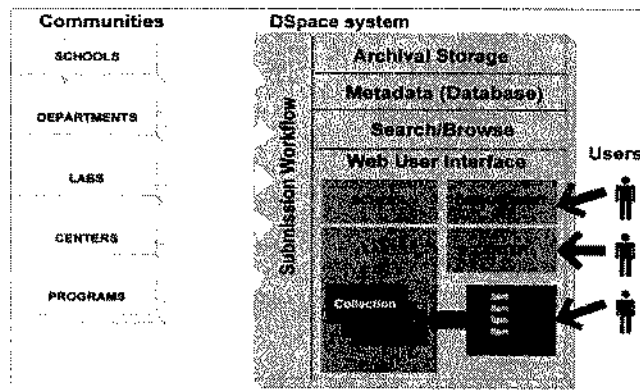 Communities
DSpace system
SCHOOLS
DEPARTMENTS
LABS
CENTERS
PROGRAMS
Submission Workflow
Archival Storage
Metadata (Database)
Search/Browse
Web User Interface
Collection
Users